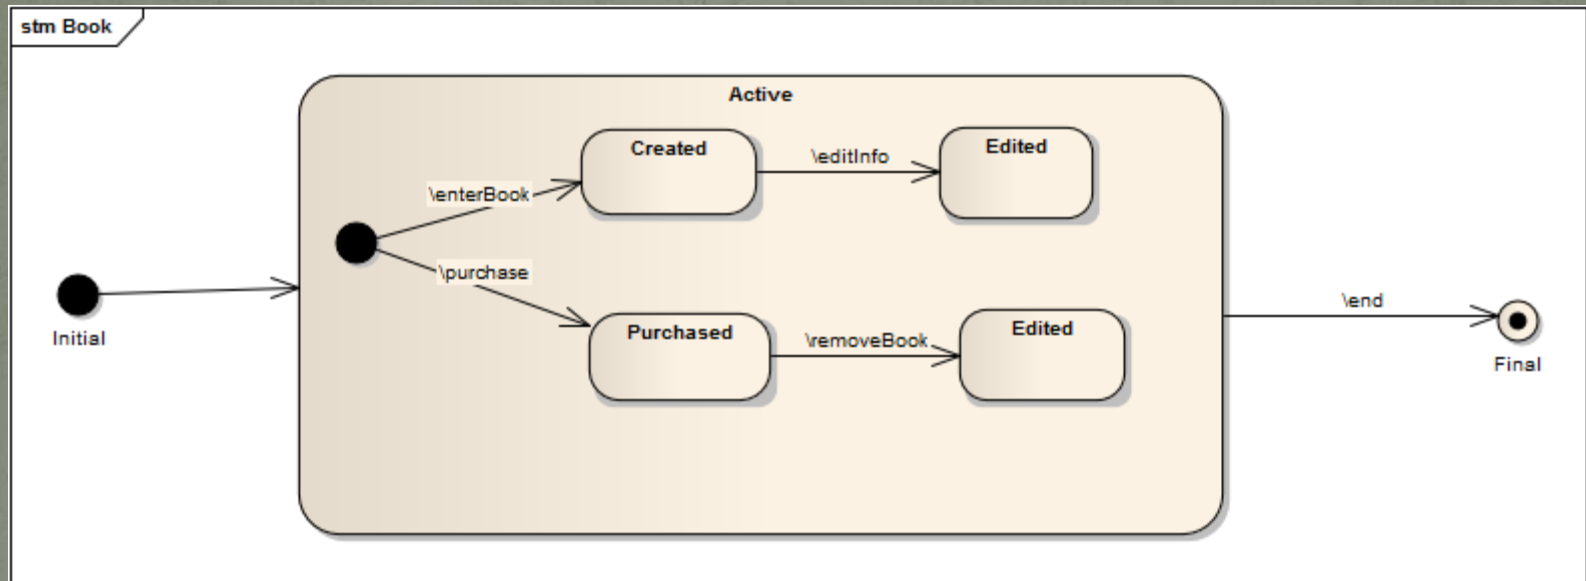 stm Book
Active
Created
\editInfo
Edited
\enterBook
\purchase
Initial
Purchased
\removeBook
Edited
\end
Final